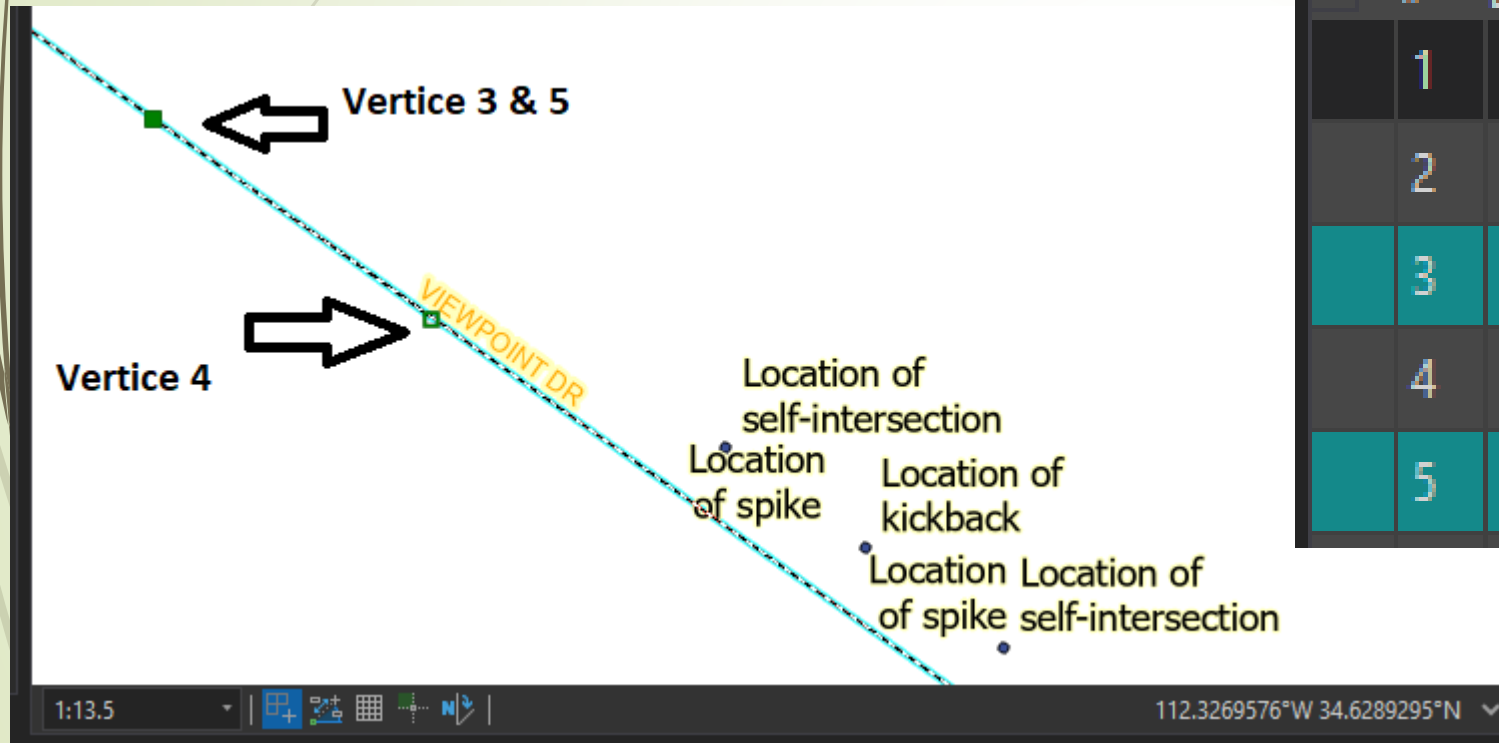 Vertice 3 & 5
Vertice 4
VIEWPOINT DR
Location of
self-intersection
Location
of spike
Location of
kickback
Location
of spike
Location of
self-intersection
1
2
3
4
5
1:13.5
N
112.3269576°W 34.6289295°N